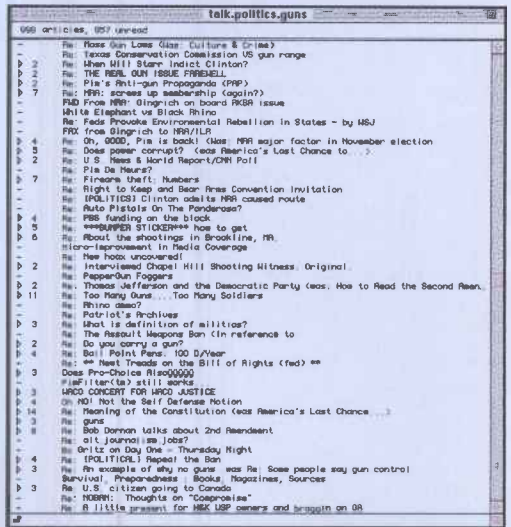 talk.politics.guns
articles, unread
- Re: Mass Gun Laws (Was: Culture & Crime)
- Re: Texas Conservation Commission US gun range
2 Re: When Will Starr Indict Clinton?
2 Re: THE REAL GUN ISSUE FAREWELL
2 Re: Pim's Anti-gun Propaganda (PAP)
7 Re: NRA: screws up membership (again?)
- FWD From NRA: Gingrich on board RKBA issue
- White Elephant vs Black Rhino
- Re: Feds Provoke Environmental Rebellion in States - by WSJ
- FAX from Gingrich to NRA/ILA
4 Re: Oh, GOOD, Pim is back! (Was: NRA major factor in November election
5 Re: Does power corrupt? (was America's Last Chance to...)
2 Re: U.S. News & World Report/CNN Poll
- Re: Pim De Meurs?
7 Re: Firearm theft: Numbers
- Re: Right to Keep and Bear Arms Convention Invitation
- Re: [POLITICS] Clinton admits NRA caused route
- Re: Auto Pistols On The Ponderosa?
4 Re: PBS funding on the block
5 Re: ***BUMPER STICKER*** how to get
6 Re: About the shootings in Brookline, MA.
- Micro-Improvement in Media Coverage
- Re: New hoax uncovered!
2 Re: Interviewed Chapel Hill Shooting Witness. Original.
- Re: PepperGun Foggers
2 Re: Thomas Jefferson and the Democratic Party (was. How to Read the Second Amen.
11 Re: Too Many Guns....Too Many Soldiers
- Re: Rhino ammo?
- Re: Patriot's Archives
3 Re: What is definition of militias?
- Re: The Assault Weapons Ban (In reference to
2 Re: Do you carry a gun?
4 Re: Ball Point Pens. 100 D/Year
- Re: ** Newt Treads on the Bill of Rights (fwd) **
3 Does Pro-Choice Also
- PimFilter(tm) still works
3 WACO CONCERT FOR WACO JUSTICE
4 Oh NO! Not the Self Defense Notion
14 Re: Meaning of the Constitution (was America's Last Chance ...)
3 Re: guns
8 Re: Bob Dornan talks about 2nd Amendment
- Re: alt.journalism.jobs?
- Bo Gritz on Day One - Thursday Night
4 Re: [POLITICAL] Repeal the Ban
3 Re: An example of why no guns was Re: Some people say gun control
- Survival, Preparedness : Books, Magazines, Sources
3 Re: U.S. citizen going to Canada
- Re: NOBAN: Thoughts on "Compromise"
- Re: A little present for H&K USP owners and braggin on OA